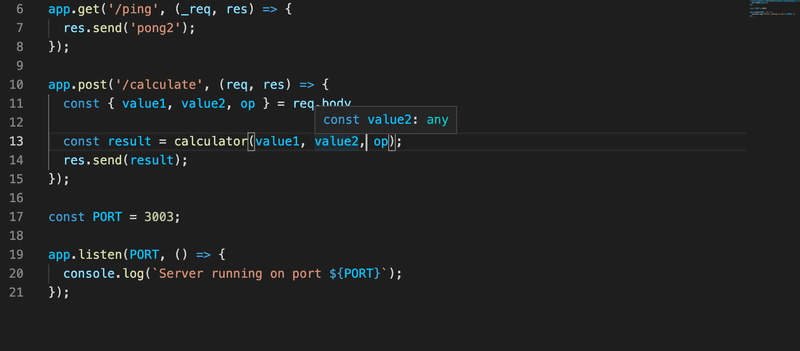 6 app.get('/ping', (_req, res) => {
7 res.send('pong2');
8 });
9
10 app.post('/calculate', (req, res) => {
11 const { value1, value2, op } = req.body
const value2: any
12
13 const result = calculator(value1, value2, op);
14 res.send(result);
15 });
16
17 const PORT = 3003;
18
19 app.listen(PORT, () => {
20 console.log(`Server running on port ${PORT}`);
21 });